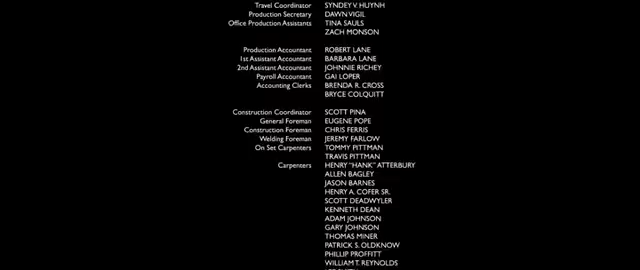 Travel Coordinator SYNDEY V. HUYNH
Production Secretary DAWN VIGIL
Office Production Assistants TINA SAULS
ZACH MONSON
Production Accountant ROBERT LANE
1st Assistant Accountant BARBARA LANE
2nd Assistant Accountant JOHNNIE RICHEY
Payroll Accountant GAI LOPER
Accounting Clerks BRENDA R. CROSS
BRYCE COLQUITT
Construction Coordinator SCOTT PINA
General Foreman EUGENE POPE
Construction Foreman CHRIS FERRIS
Welding Foreman JEREMY FARLOW
On Set Carpenters TOMMY PITTMAN
TRAVIS PITTMAN
Carpenters HENRY "HANK" ATTERBURY
ALLEN BAGLEY
JASON BARNES
HENRY A. COFER SR.
SCOTT DEADWYLER
KENNETH DEAN
ADAM JOHNSON
GARY JOHNSON
THOMAS MINER
PATRICK S. OLDKNOW
PHILLIP PROFFITT
WILLIAM T. REYNOLDS